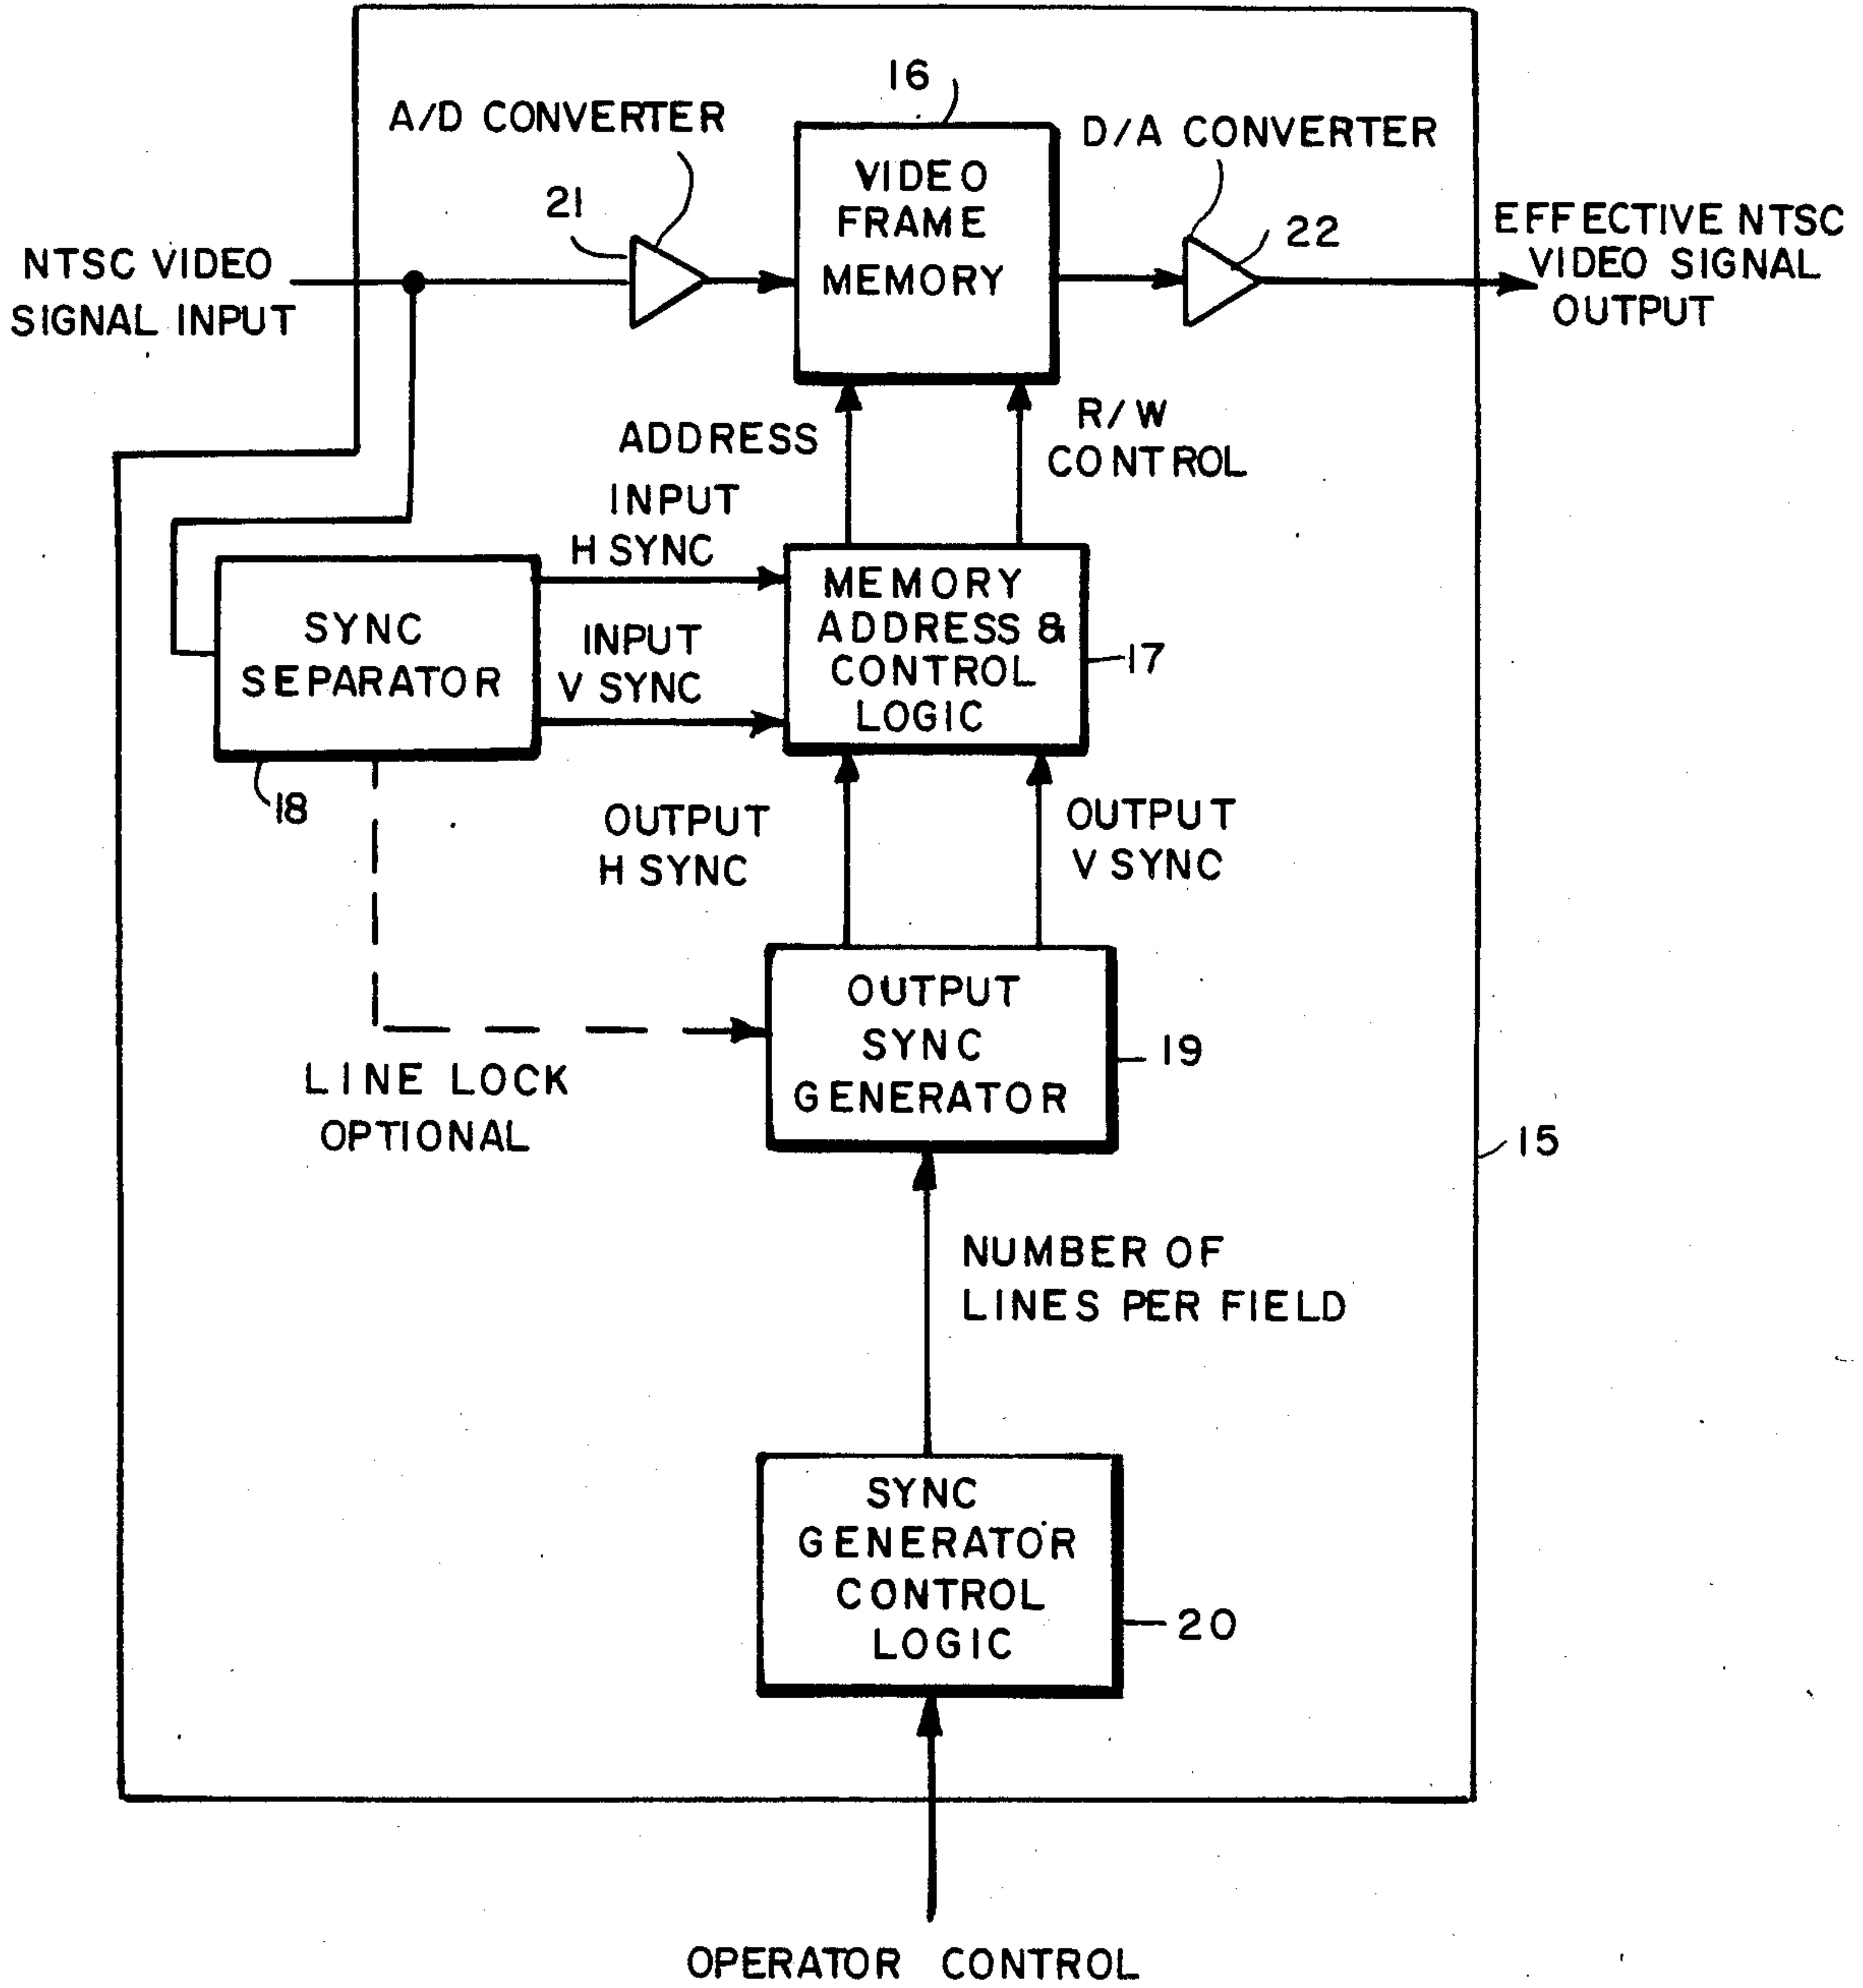 16
A/D CONVERTER
D/A CONVERTER
21
VIDEO
FRAME
MEMORY
22
NTSC VIDEO
SIGNAL INPUT
EFFECTIVE NTSC
VIDEO SIGNAL
OUTPUT
ADDRESS
R/W
CONTROL
INPUT
H SYNC
SYNC
SEPARATOR
INPUT
V SYNC
MEMORY
ADDRESS &
CONTROL
LOGIC
17
18
OUTPUT
H SYNC
OUTPUT
V SYNC
OUTPUT
SYNC
GENERATOR
19
LINE LOCK
OPTIONAL
15
NUMBER OF
LINES PER FIELD
SYNC
GENERATOR
CONTROL
LOGIC
20
OPERATOR CONTROL